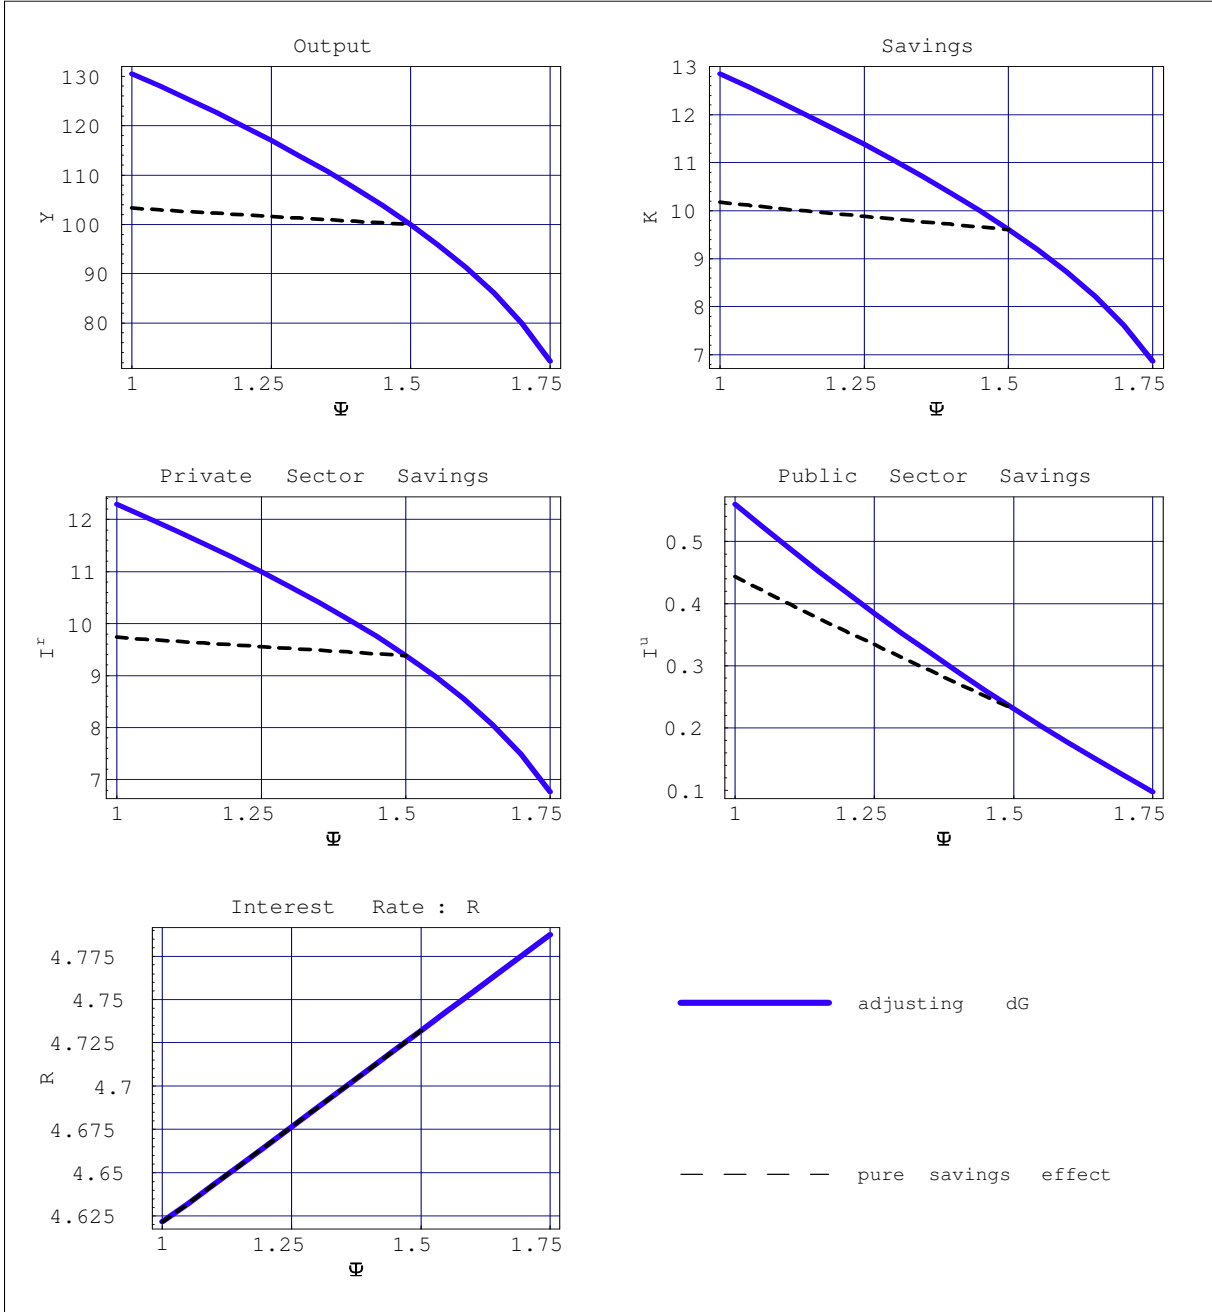 Output
Y
130
120
110
100
90
80
1 1.25 1.5 1.75
Ψ
Savings
K
13
12
11
10
9
8
7
1 1.25 1.5 1.75
Ψ
Private Sector Savings
I^r
12
11
10
9
8
7
1 1.25 1.5 1.75
Ψ
Public Sector Savings
I^u
0.5
0.4
0.3
0.2
0.1
1 1.25 1.5 1.75
Ψ
Interest Rate : R
R
4.775
4.75
4.725
4.7
4.675
4.65
4.625
1 1.25 1.5 1.75
Ψ
adjusting dG
pure savings effect